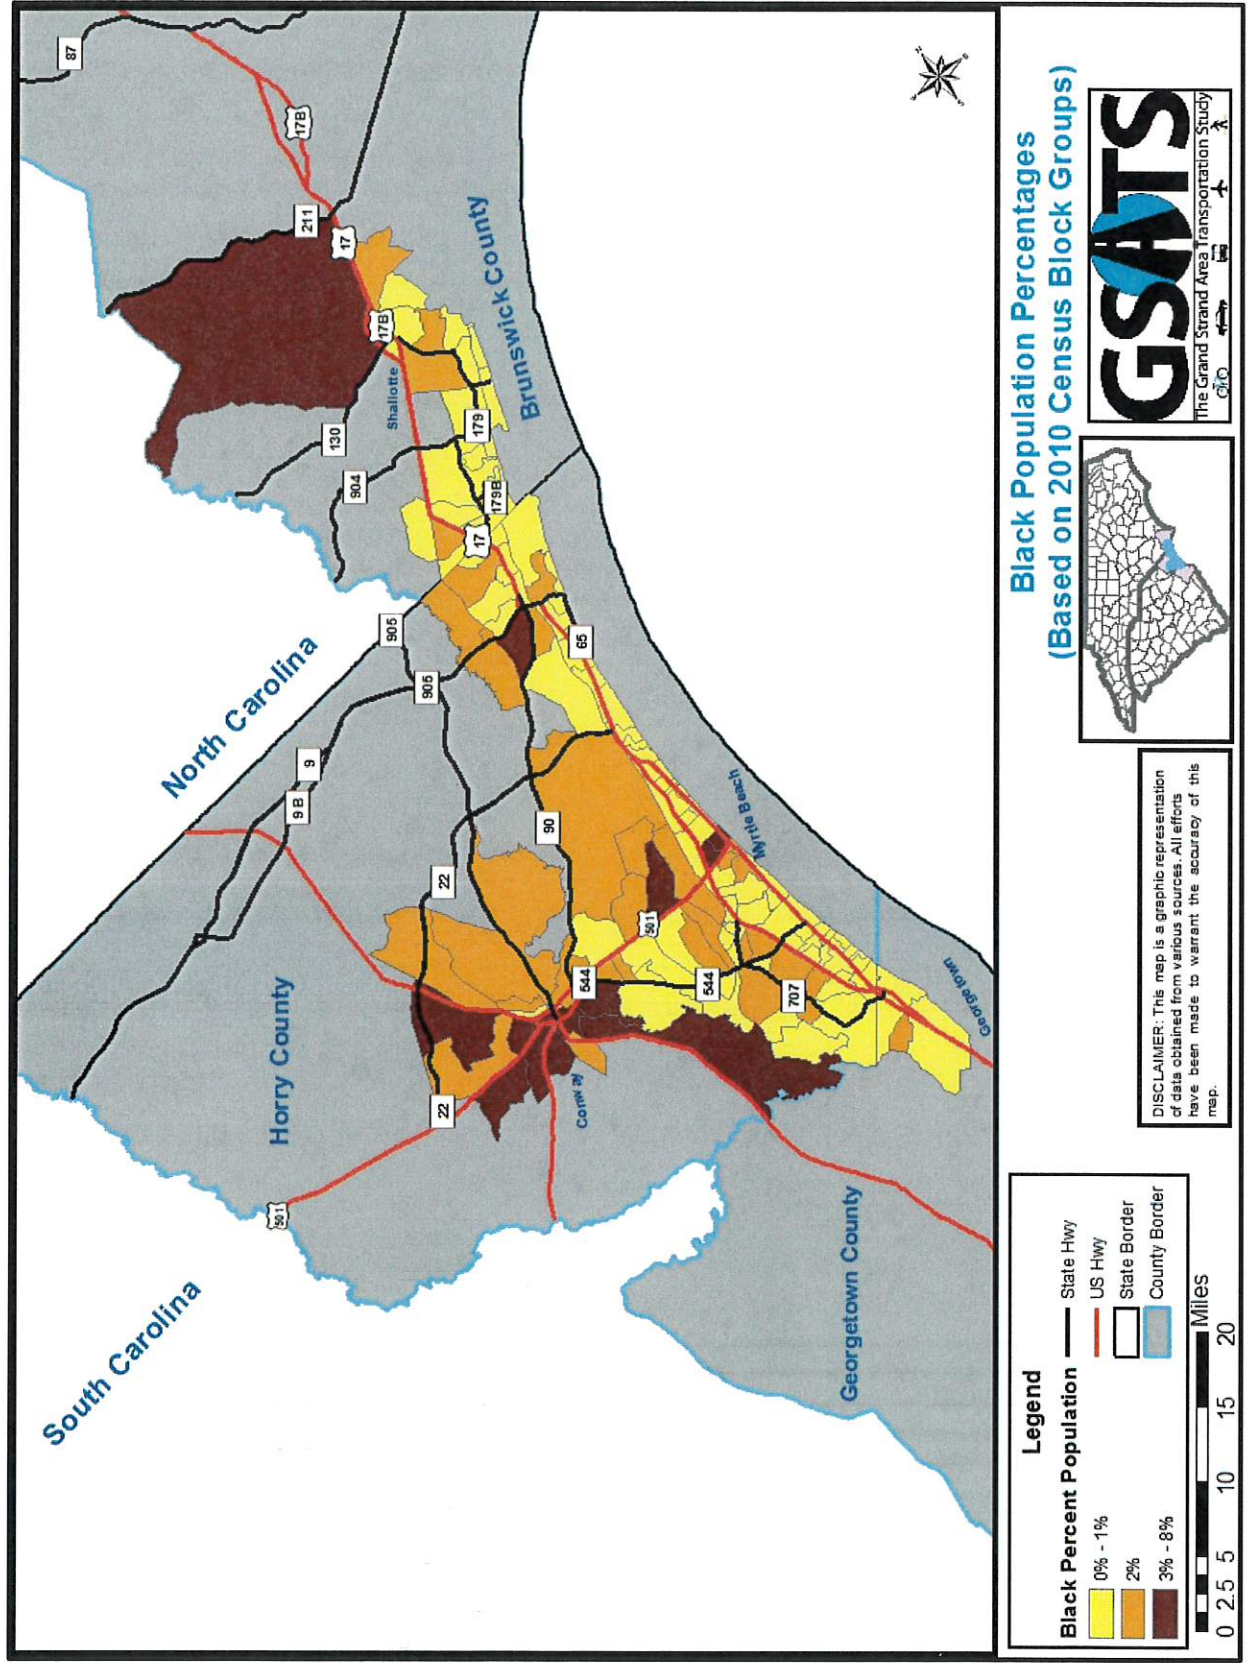 South Carolina
North Carolina
Horry County
Georgetown County
Brunswick County
Conway
Myrtle Beach
Georgetown
Shallotte
501
22
22
9 B
9
905
905
90
544
544
501
707
65
17
179B
179
904
130
17B
17
211
17B
87
Legend
Black Percent Population
0% - 1%
2%
3% - 8%
State Hwy
US Hwy
State Border
County Border
0 2.5 5 10 15 20
Miles
DISCLAIMER: This map is a graphic representation
of data obtained from various sources. All efforts
have been made to warrant the accuracy of this
map.
Black Population Percentages
(Based on 2010 Census Block Groups)
GSATS
The Grand Strand Area Transportation Study